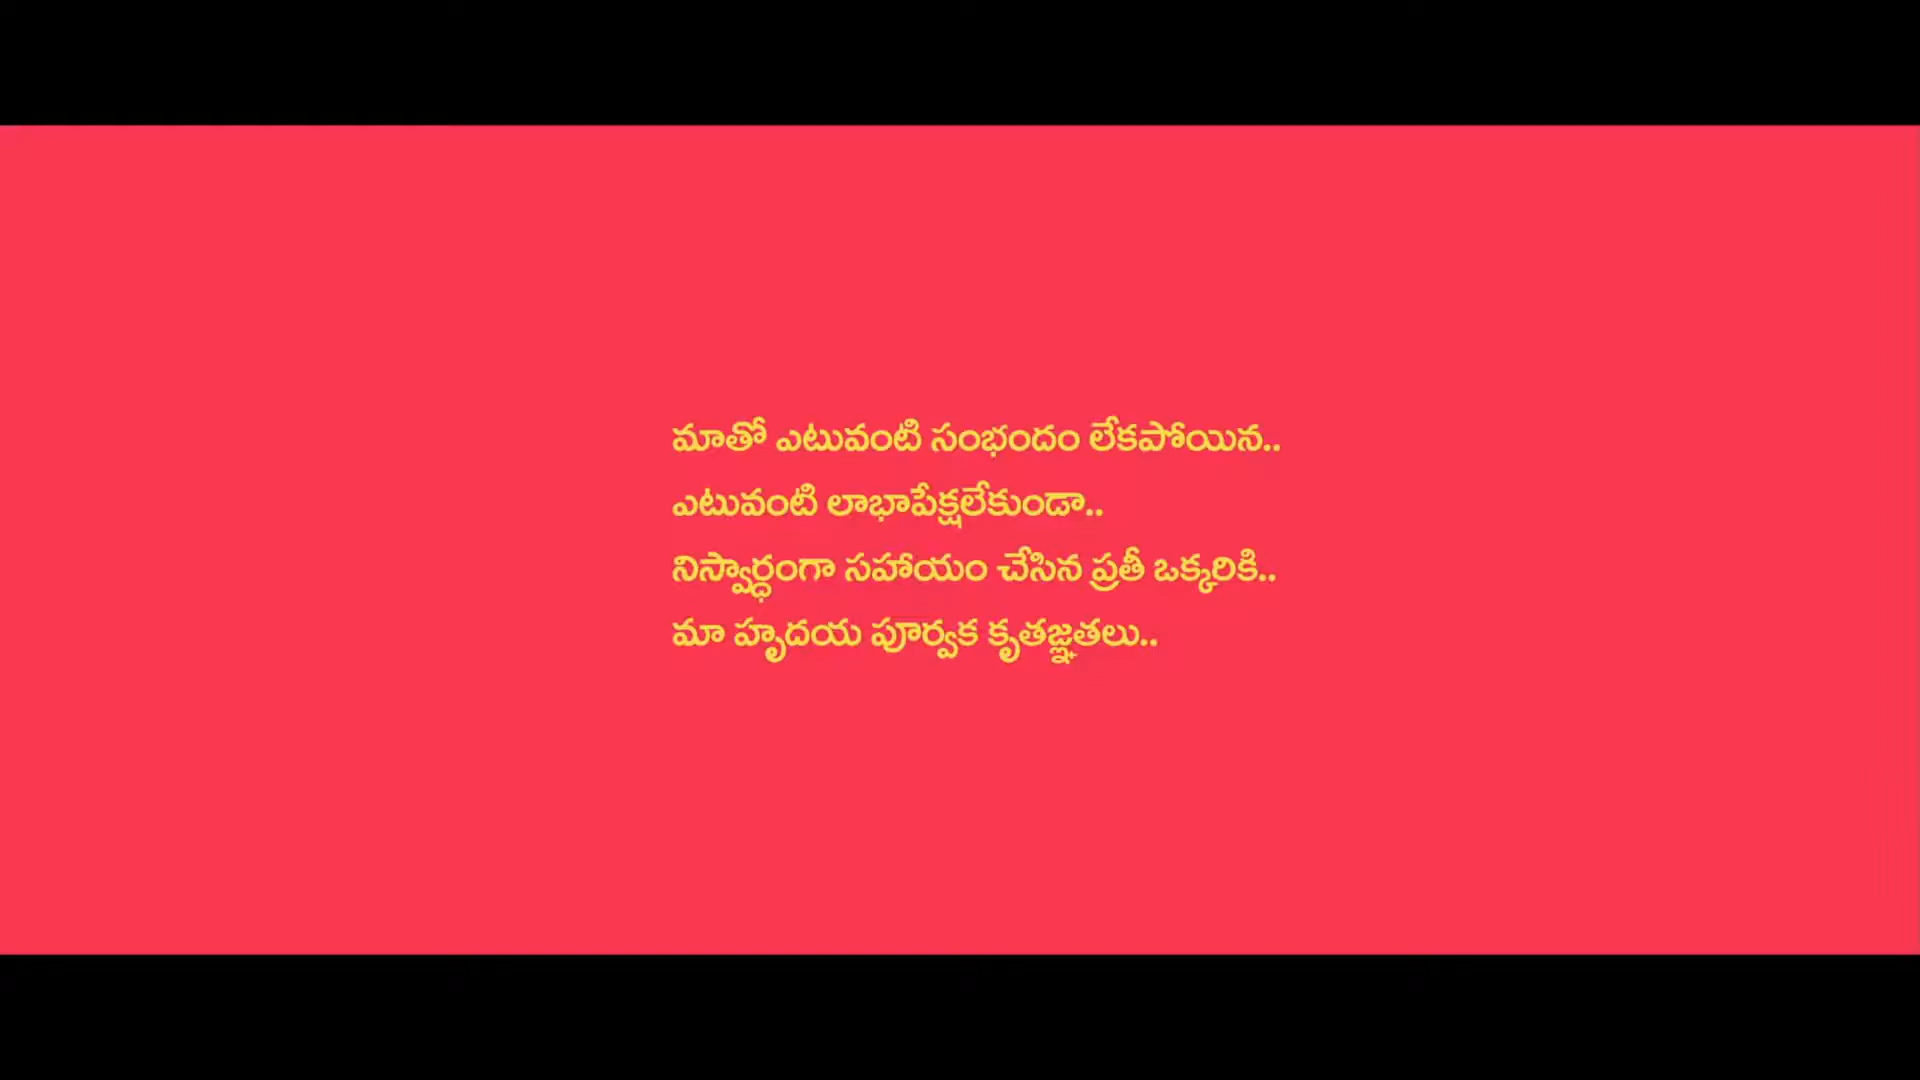 మాతో ఎటువంటి సంభందం లేకపోయిన..
ఎటువంటి లాభాపేక్షలేకుండా..
నిస్వార్ధంగా సహాయం చేసిన ప్రతీ ఒక్కరికి..
మా హృదయ పూర్వక కృతజ్ఞతలు..